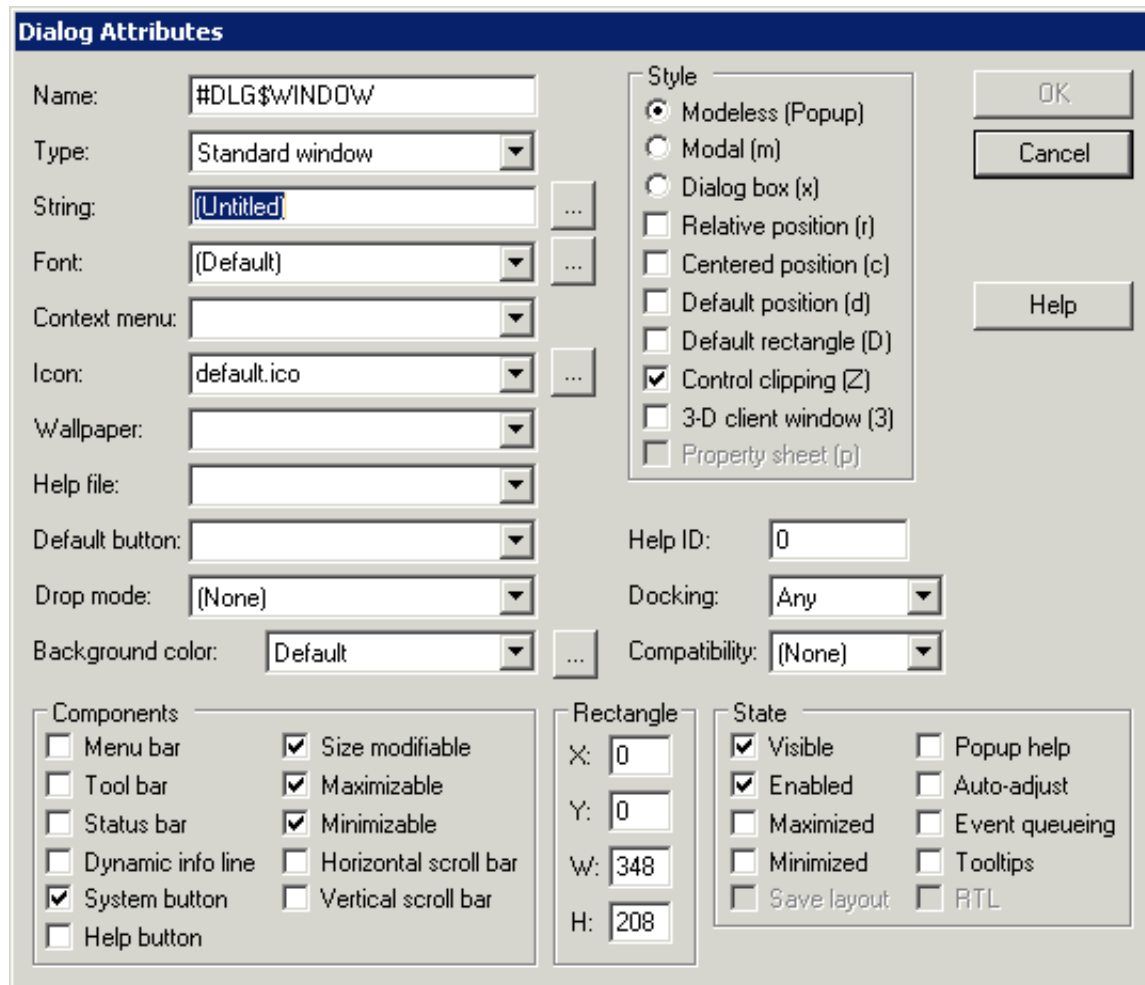 Dialog Attributes
Name: #DLG$WINDOW
Type: Standard window
String: (Untitled) ...
Font: (Default) ...
Context menu:
Icon: default.ico ...
Wallpaper:
Help file:
Default button:
Drop mode: (None)
Background color: Default ...
Style
Modeless (Popup)
Modal (m)
Dialog box (x)
Relative position (r)
Centered position (c)
Default position (d)
Default rectangle (D)
Control clipping (Z)
3-D client window (3)
Property sheet (p)
OK
Cancel
Help
Help ID: 0
Docking: Any
Compatibility: (None)
Components
Menu bar
Tool bar
Status bar
Dynamic info line
System button
Help button
Size modifiable
Maximizable
Minimizable
Horizontal scroll bar
Vertical scroll bar
Rectangle
X: 0
Y: 0
W: 348
H: 208
State
Visible
Enabled
Maximized
Minimized
Save layout
Popup help
Auto-adjust
Event queueing
Tooltips
RTL